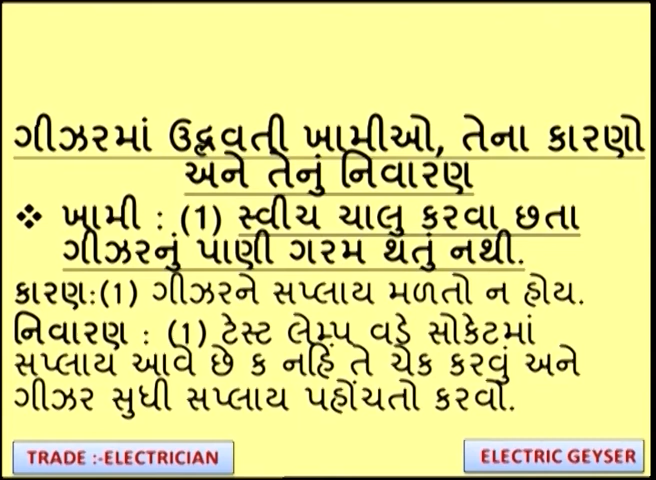 ગીઝરમાં ઉદ્ભવતી ખામીઓ, તેના કારણો
અને તેનું નિવારણ
❖ ખામી : (1) સ્વીચ ચાલુ કરવા છતા
ગીઝરનું પાણી ગરમ થતું નથી.
કારણ:(1) ગીઝરને સપ્લાય મળતો ન હોય.
નિવારણ : (1) ટેસ્ટ લેમ્પ વડે સોકેટમાં
સપ્લાય આવે છે ક નહિં તે ચેક કરવું અને
ગીઝર સુધી સપ્લાય પહોંચતો કરવો.
TRADE :-ELECTRICIAN
ELECTRIC GEYSER